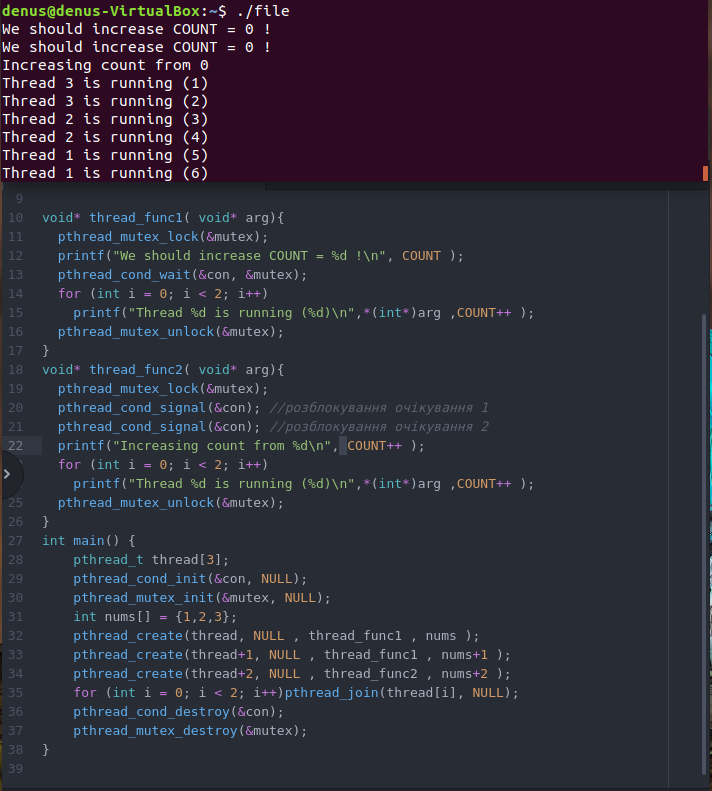 denus@denus-VirtualBox:~$ ./file
We should increase COUNT = 0 !
We should increase COUNT = 0 !
Increasing count from 0
Thread 3 is running (1)
Thread 3 is running (2)
Thread 2 is running (3)
Thread 2 is running (4)
Thread 1 is running (5)
Thread 1 is running (6)
9
10 void* thread_func1( void* arg){
11   pthread_mutex_lock(&mutex);
12   printf("We should increase COUNT = %d !\n", COUNT );
13   pthread_cond_wait(&con, &mutex);
14   for (int i = 0; i < 2; i++)
15     printf("Thread %d is running (%d)\n",*(int*)arg ,COUNT++ );
16   pthread_mutex_unlock(&mutex);
17 }
18 void* thread_func2( void* arg){
19   pthread_mutex_lock(&mutex);
20   pthread_cond_signal(&con); //розблокування очікування 1
21   pthread_cond_signal(&con); //розблокування очікування 2
22   printf("Increasing count from %d\n", COUNT++ );
for (int i = 0; i < 2; i++)
printf("Thread %d is running (%d)\n",*(int*)arg ,COUNT++ );
25   pthread_mutex_unlock(&mutex);
26 }
27 int main() {
28     pthread_t thread[3];
29     pthread_cond_init(&con, NULL);
30     pthread_mutex_init(&mutex, NULL);
31     int nums[] = {1,2,3};
32     pthread_create(thread, NULL , thread_func1 , nums );
33     pthread_create(thread+1, NULL , thread_func1 , nums+1 );
34     pthread_create(thread+2, NULL , thread_func2 , nums+2 );
35     for (int i = 0; i < 2; i++)pthread_join(thread[i], NULL);
36     pthread_cond_destroy(&con);
37     pthread_mutex_destroy(&mutex);
38 }
39